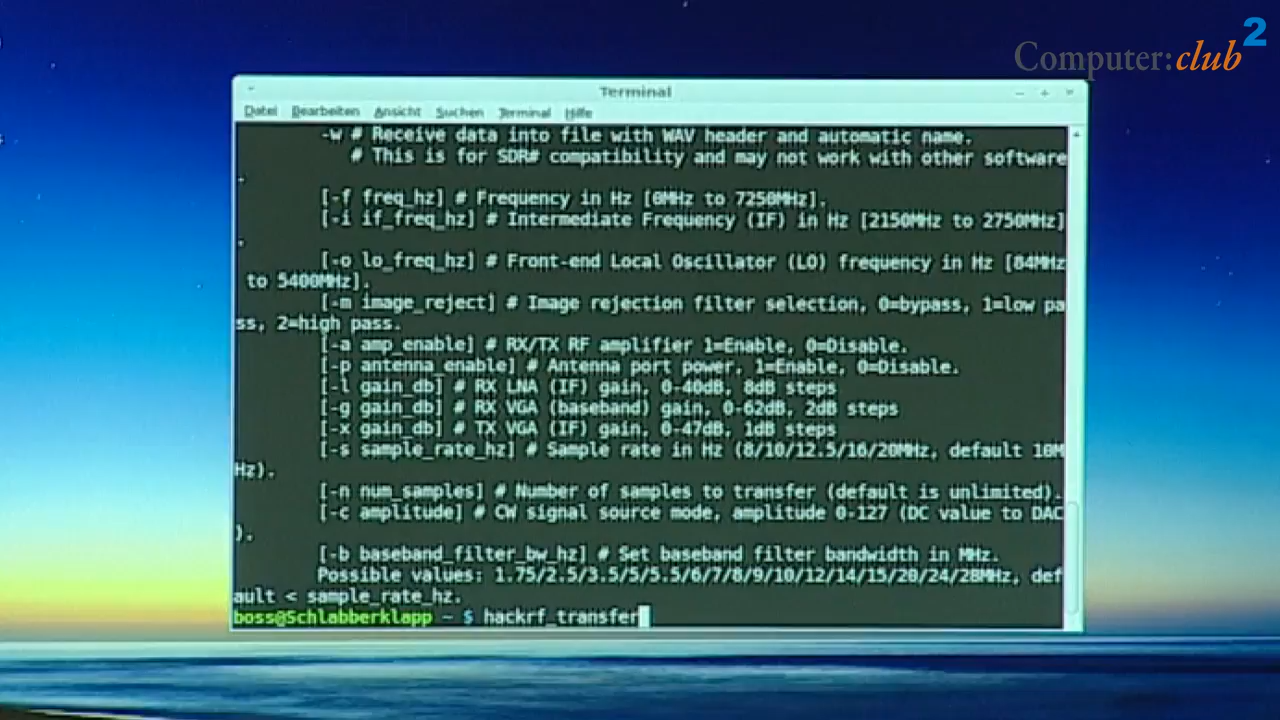 Computer:club2
Terminal
Datei Bearbeiten Ansicht Suchen Terminal Hilfe
-w # Receive data into file with WAV header and automatic name.
# This is for SDR# compatibility and may not work with other software
.
[-f freq_hz] # Frequency in Hz [0MHz to 7250MHz].
[-i if_freq_hz] # Intermediate Frequency (IF) in Hz [2150MHz to 2750MHz]
.
[-o lo_freq_hz] # Front-end Local Oscillator (LO) frequency in Hz [84MHz
to 5400MHz].
[-m image_reject] # Image rejection filter selection, 0=bypass, 1=low pa
ss, 2=high pass.
[-a amp_enable] # RX/TX RF amplifier 1=Enable, 0=Disable.
[-p antenna_enable] # Antenna port power, 1=Enable, 0=Disable.
[-l gain_db] # RX LNA (IF) gain, 0-40dB, 8dB steps
[-g gain_db] # RX VGA (baseband) gain, 0-62dB, 2dB steps
[-x gain_db] # TX VGA (IF) gain, 0-47dB, 1dB steps
[-s sample_rate_hz] # Sample rate in Hz (8/10/12.5/16/20MHz, default 10M
Hz).
[-n num_samples] # Number of samples to transfer (default is unlimited).
[-c amplitude] # CW signal source mode, amplitude 0-127 (DC value to DAC
).
[-b baseband_filter_bw_hz] # Set baseband filter bandwidth in MHz.
Possible values: 1.75/2.5/3.5/5/5.5/6/7/8/9/10/12/14/15/20/24/28MHz, def
ault < sample_rate_hz.
boss@Schlabberklapp ~ $ hackrf_transfer